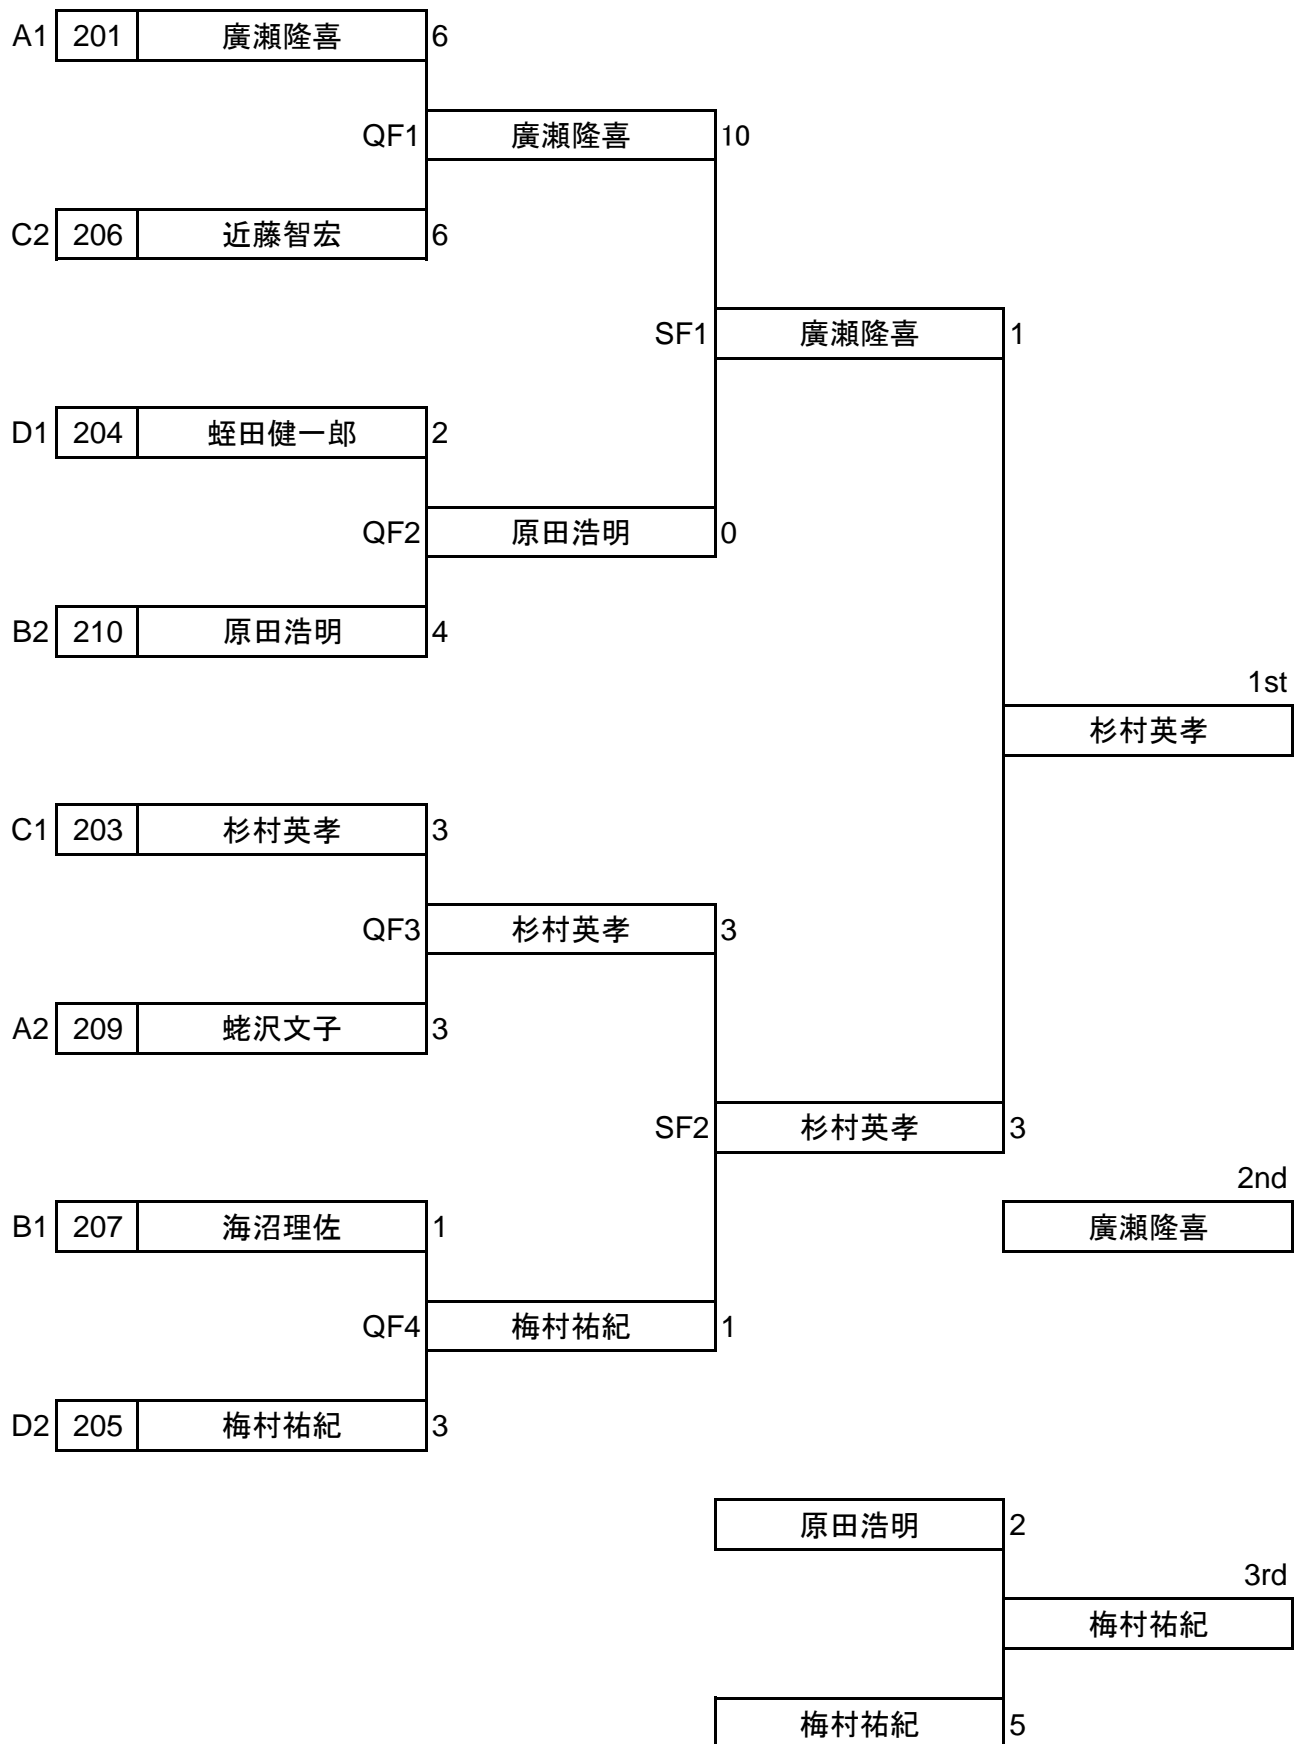 A1 201 廣瀬隆喜 6
QF1 廣瀬隆喜 10
C2 206 近藤智宏 6
SF1 廣瀬隆喜 1
D1 204 蛭田健一郎 2
QF2 原田浩明 0
B2 210 原田浩明 4
1st
杉村英孝
C1 203 杉村英孝 3
QF3 杉村英孝 3
A2 209 蛯沢文子 3
SF2 杉村英孝 3
2nd
B1 207 海沼理佐 1
廣瀬隆喜
QF4 梅村祐紀 1
D2 205 梅村祐紀 3
原田浩明 2
3rd
梅村祐紀
梅村祐紀 5